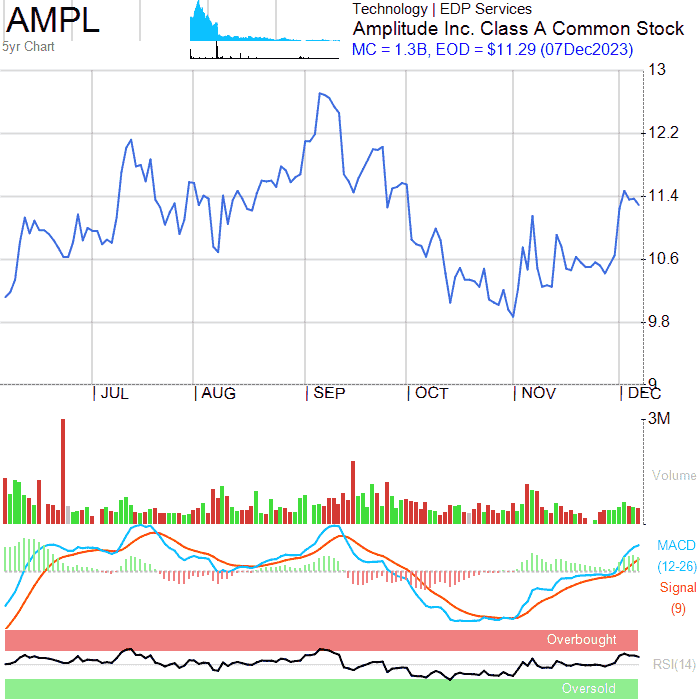 AMPL
5yr Chart
Technology | EDP Services
Amplitude Inc. Class A Common Stock
MC = 1.3B, EOD = $11.29 (07Dec2023)
13
12.2
11.4
10.6
9.8
9
JUL AUG SEP OCT NOV DEC
3M
Volume
MACD
(12-26)
Signal
(9)
Overbought
RSI(14)
Oversold